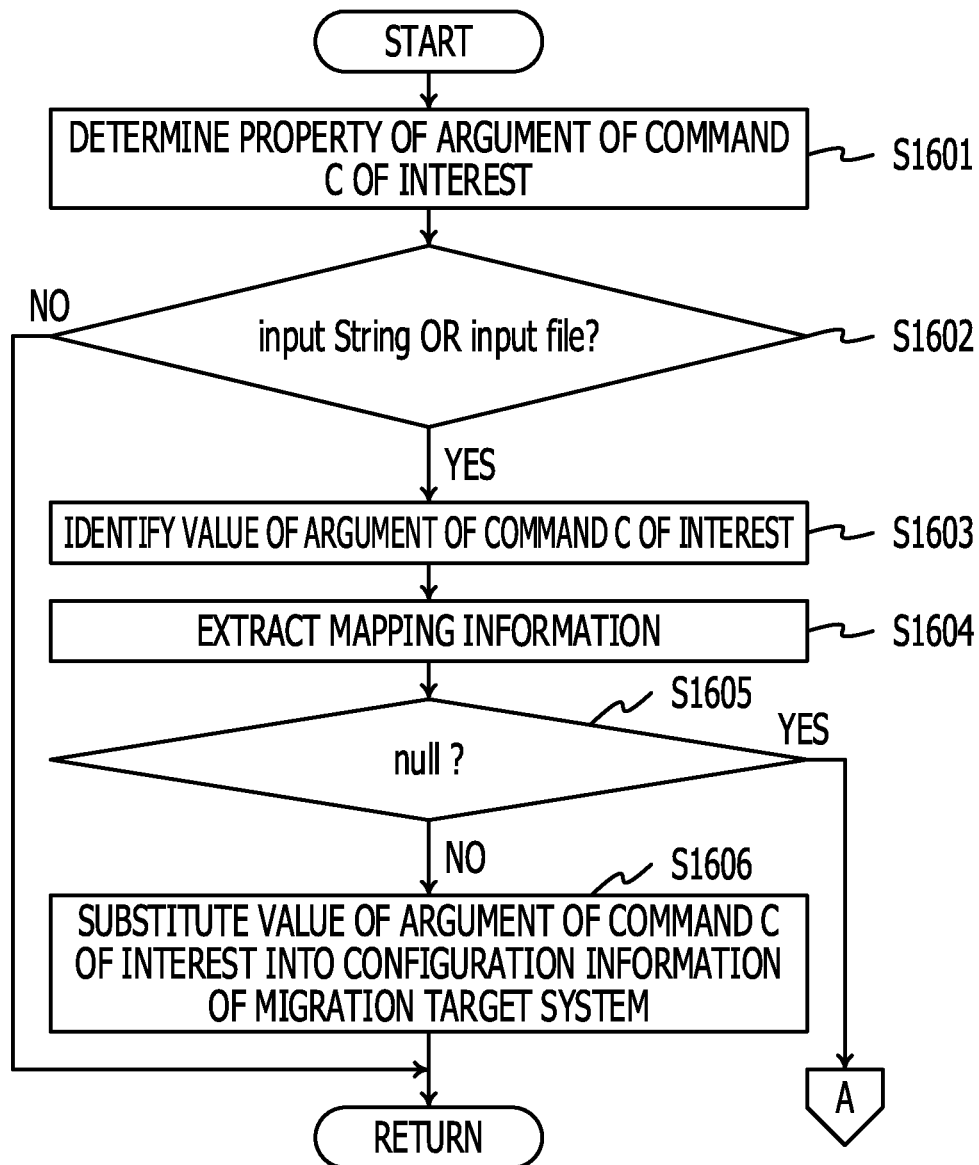 START
DETERMINE PROPERTY OF ARGUMENT OF COMMAND
C OF INTEREST
S1601
NO
input String OR input file?
S1602
YES
IDENTIFY VALUE OF ARGUMENT OF COMMAND C OF INTEREST
S1603
EXTRACT MAPPING INFORMATION
S1604
S1605
null ?
YES
NO
S1606
SUBSTITUTE VALUE OF ARGUMENT OF COMMAND C
OF INTEREST INTO CONFIGURATION INFORMATION
OF MIGRATION TARGET SYSTEM
A
RETURN